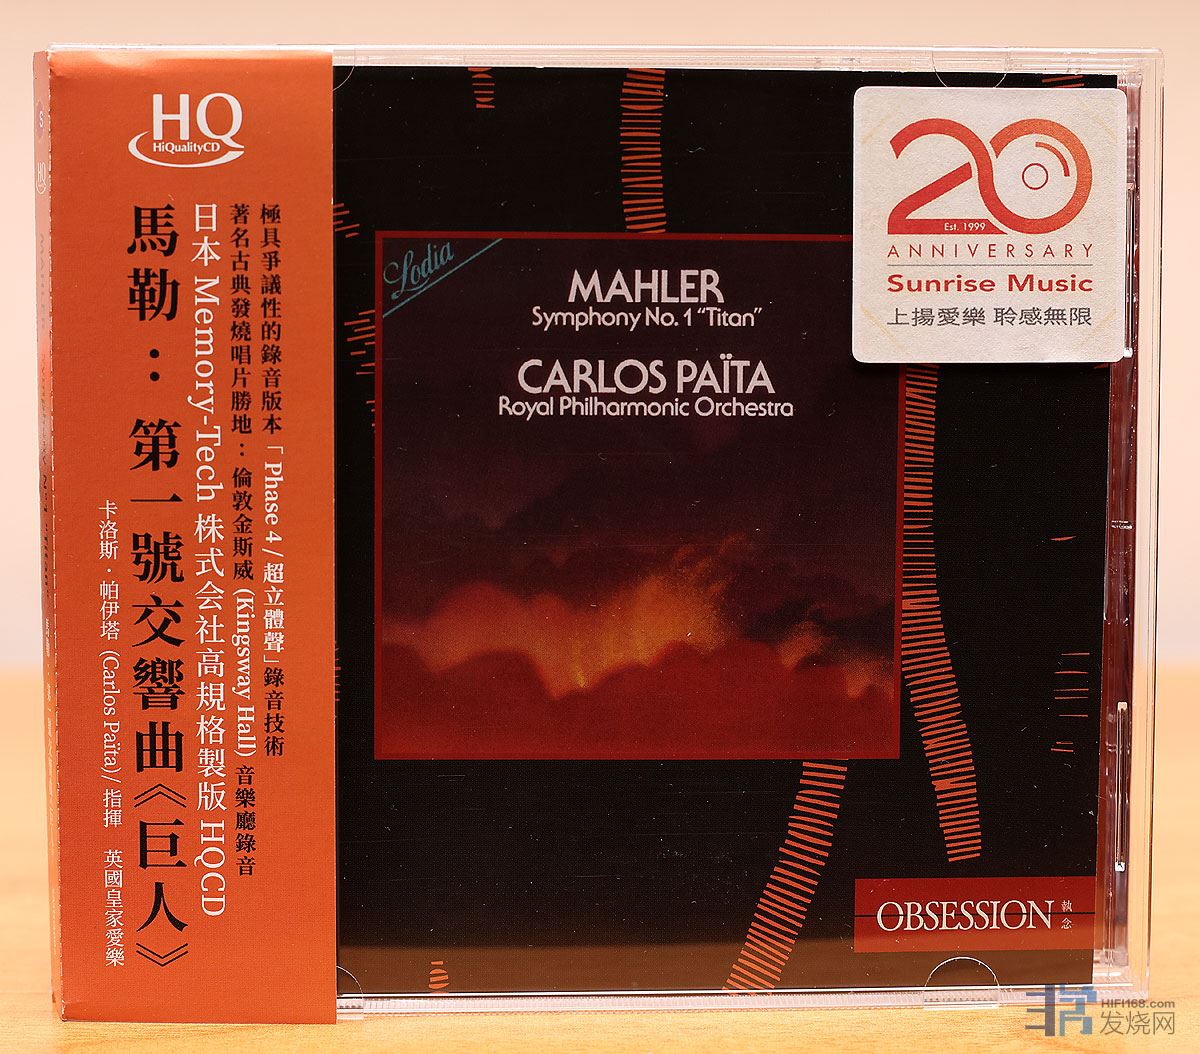 HQ
HiQualityCD
極具爭議性的錄音版本「Phase 4 / 超立體聲」錄音技術
著名古典發燒唱片勝地：倫敦金斯威 (Kingsway Hall) 音樂廳錄音
日本 Memory-Tech 株式会社高規格製版 HQCD
馬勒：第一號交響曲《巨人》
卡洛斯・帕伊塔 (Carlos Païta)/ 指揮　英國皇家愛樂
Lodia
MAHLER
Symphony No. 1 “Titan”
CARLOS PAÏTA
Royal Philharmonic Orchestra
20
Est. 1999
ANNIVERSARY
Sunrise Music
上揚愛樂 聆感無限
OBSESSION 執念
HIFI168.com
发烧网